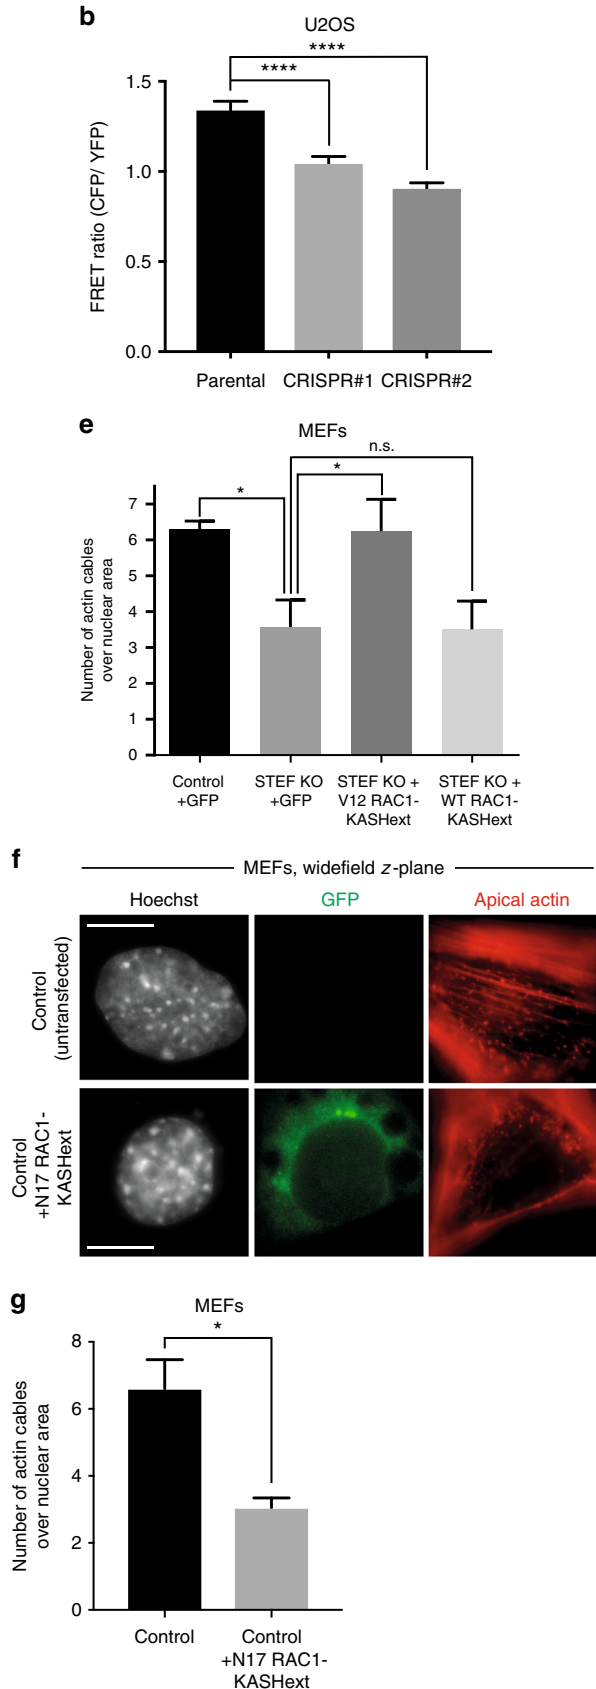 b
U2OS
****
****
FRET ratio (CFP/ YFP)
1.5
1.0
0.5
0.0
Parental CRISPR#1 CRISPR#2
e
MEFs
n.s.
*
*
Number of actin cables
over nuclear area
7
6
5
4
3
2
1
0
Control
+GFP
STEF KO
+GFP
STEF KO +
V12 RAC1-
KASHext
STEF KO +
WT RAC1-
KASHext
f
MEFs, widefield z-plane
Hoechst GFP Apical actin
Control
(untransfected)
Control
+N17 RAC1-
KASHext
g
MEFs
*
Number of actin cables
over nuclear area
8
6
4
2
0
Control
Control
+N17 RAC1-
KASHext